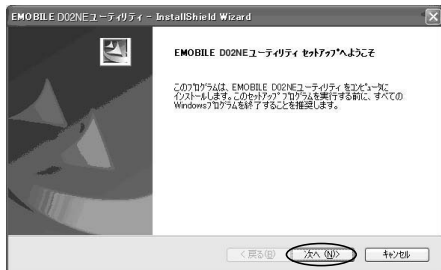 EMOBILE D02NEユーティリティ - InstallShield Wizard
EMOBILE D02NEユーティリティ セットアップへようこそ
このプログラムは、EMOBILE D02NEユーティリティ をコンピュータに
インストールします。このセットアップ プログラムを実行する前に、すべての
Windowsプログラムを終了することを推奨します。
< 戻る(B)
次へ (N)>
キャンセル